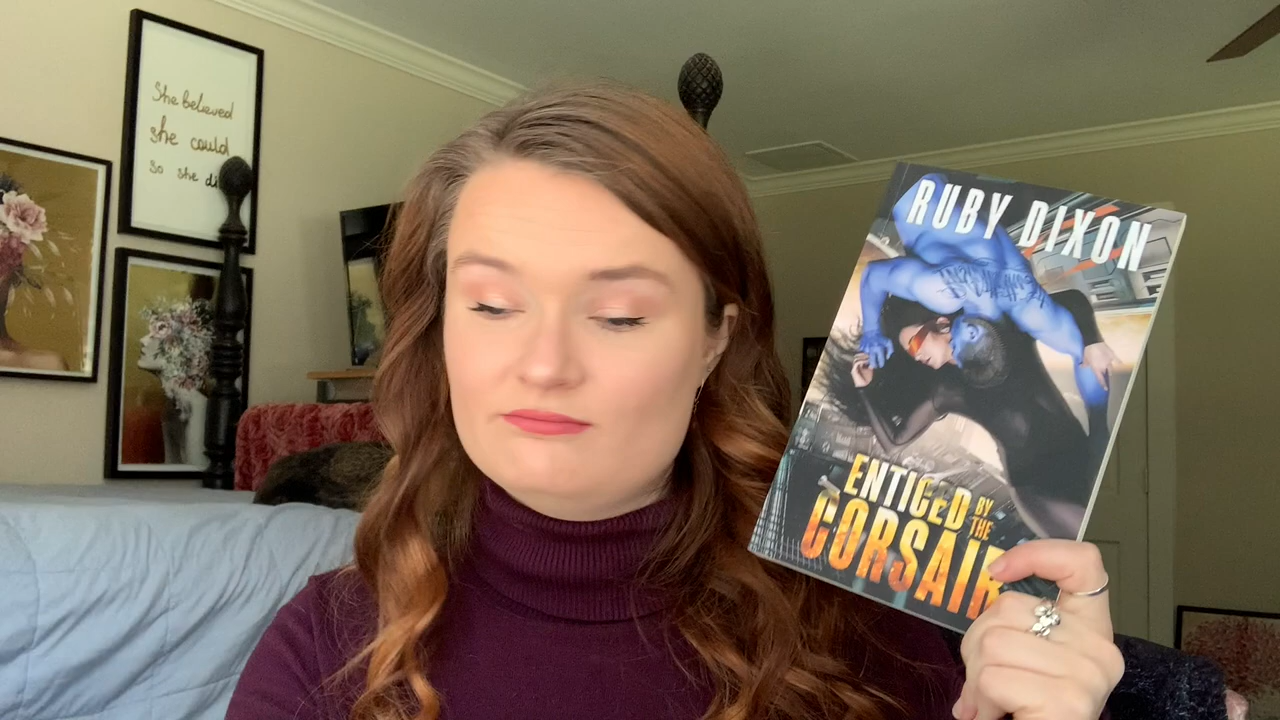 She believed
she could
so she di
RUBY DIXON
ENTICED BY
THE
CORSAIR